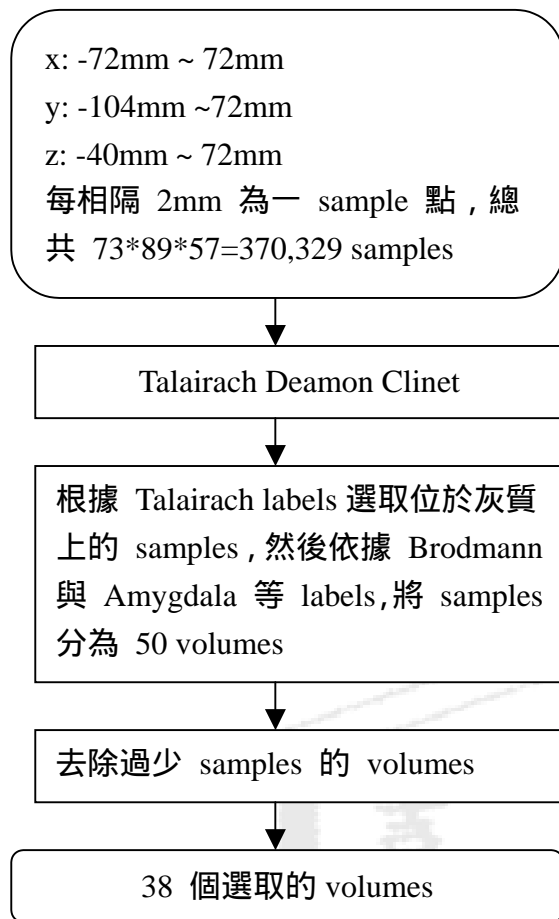 x: -72mm ~ 72mm
y: -104mm ~72mm
z: -40mm ~ 72mm
每相隔 2mm 為一 sample 點,總
共 73*89*57=370,329 samples
Talairach Deamon Clinet
根據 Talairach labels 選取位於灰質
上的 samples,然後依據 Brodmann
與 Amygdala 等 labels,將 samples
分為 50 volumes
去除過少 samples 的 volumes
38 個選取的 volumes